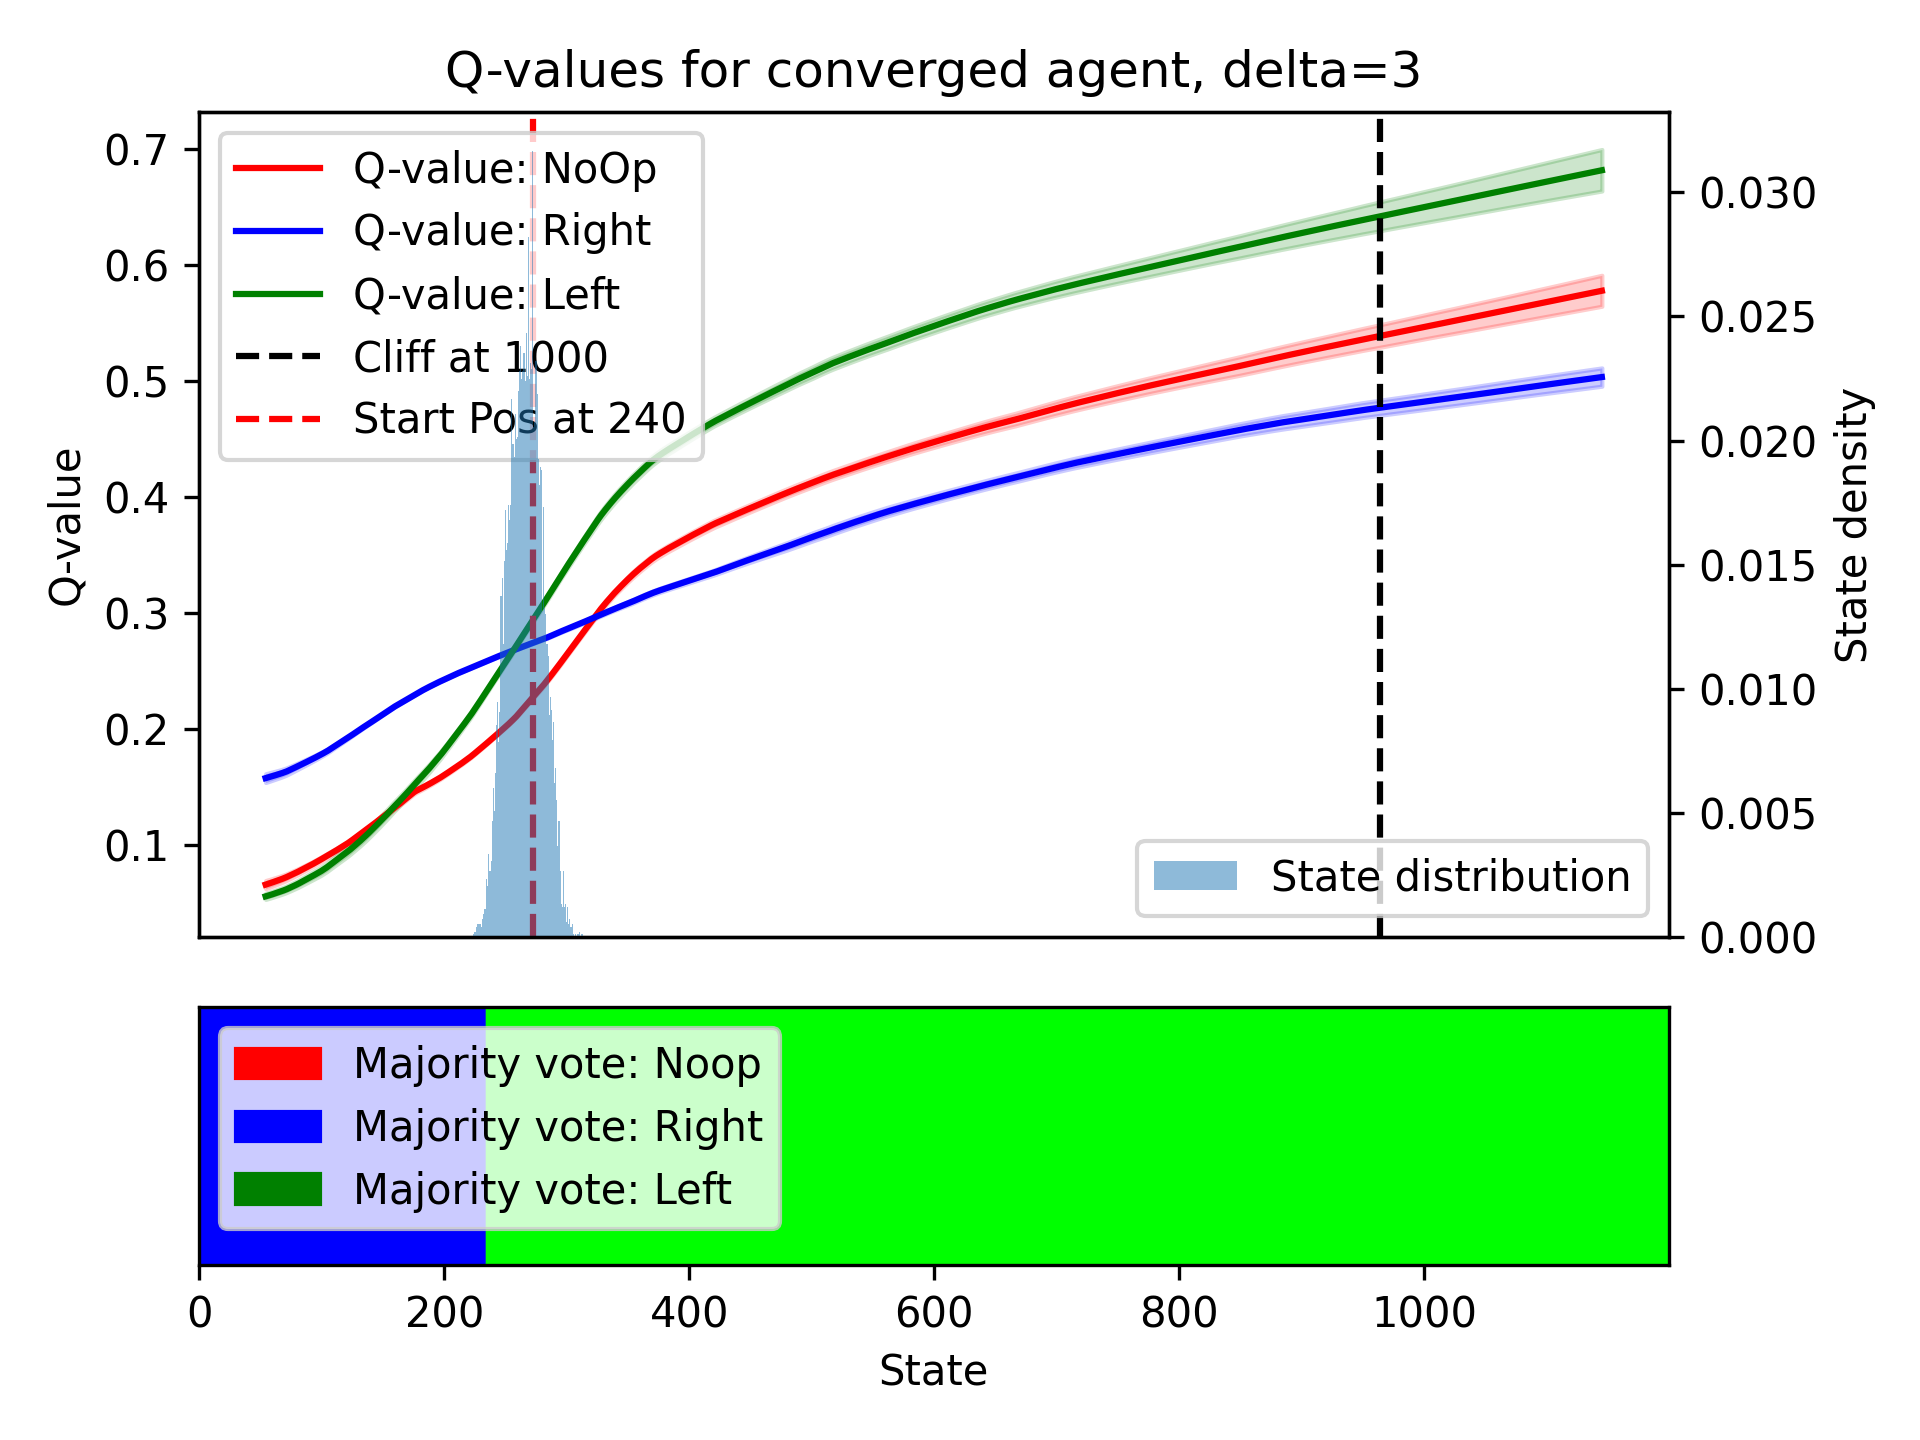 Q-values for converged agent, delta=3
Q-value: NoOp
Q-value: Right
Q-value: Left
Cliff at 1000
Start Pos at 240
0.7
0.6
0.5
0.4
0.3
0.2
0.1
Q-value
0.030
0.025
0.020
0.015
0.010
0.005
0.000
State density
State distribution
Majority vote: Noop
Majority vote: Right
Majority vote: Left
0 200 400 600 800 1000
State